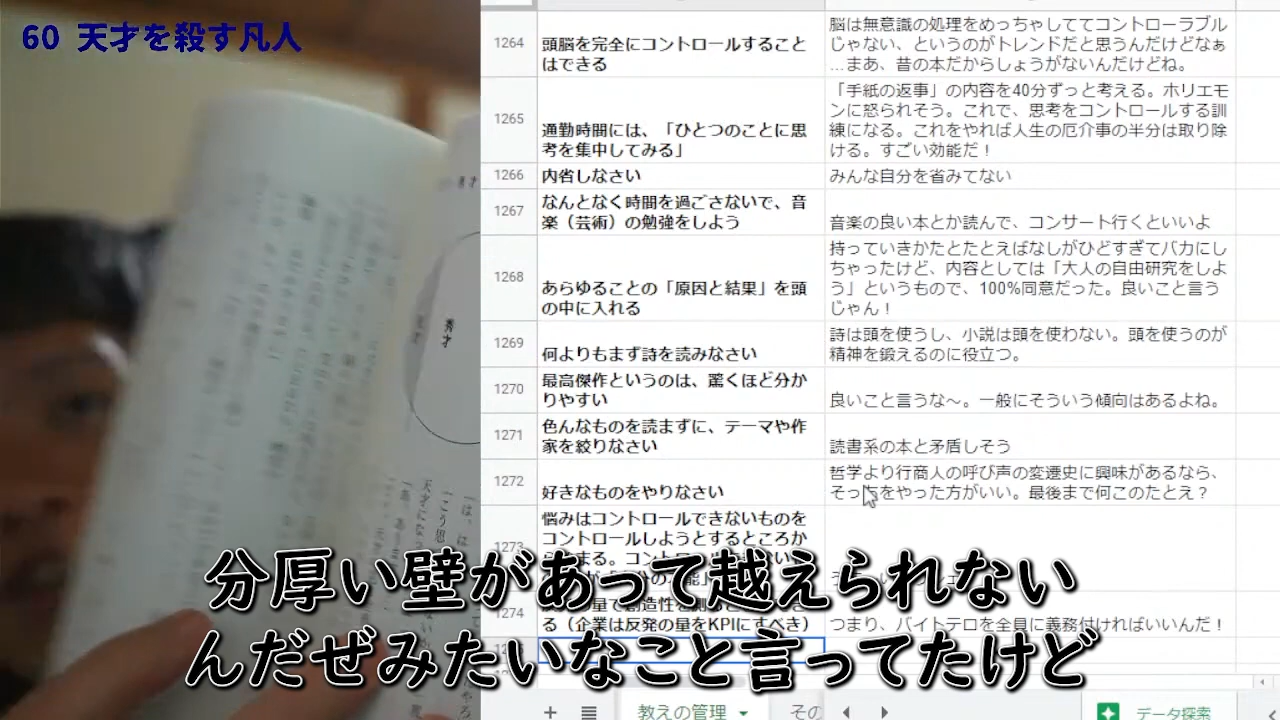 60 天才を殺す凡人
秀才
天才になっ
1264
頭脳を完全にコントロールすること
はできる
脳は無意識の処理をめっちゃしててコントローラブル
じゃない、というのがトレンドだと思うんだけどなぁ
…まあ、昔の本だからしょうがないんだけどね。
1265
通勤時間には、「ひとつのことに思
考を集中してみる」
「手紙の返事」の内容を40分ずっと考える。ホリエモ
ンに怒られそう。これで、思考をコントロールする訓
練になる。これをやれば人生の厄介事の半分は取り除
ける。すごい効能だ！
1266
内省しなさい
みんな自分を省みてない
1267
なんとなく時間を過ごさないで、音
楽（芸術）の勉強をしよう
音楽の良い本とか読んで、コンサート行くといいよ
1268
あらゆることの「原因と結果」を頭
の中に入れる
持っていきかたとたとえばなしがひどすぎてバカにし
ちゃったけど、内容としては「大人の自由研究をしよ
う」というもので、100%同意だった。良いこと言う
じゃん！
1269
何よりもまず詩を読みなさい
詩は頭を使うし、小説は頭を使わない。頭を使うのが
精神を鍛えるのに役立つ。
1270
最高傑作というのは、驚くほど分か
りやすい
良いこと言うな～。一般にそういう傾向はあるよね。
1271
色んなものを読まずに、テーマや作
家を絞りなさい
読書系の本と矛盾しそう
1272
好きなものをやりなさい
哲学より行商人の呼び声の変遷史に興味があるなら、
そっちをやった方がいい。最後まで何このたとえ？
1273
悩みはコントロールできないものを
コントロールしようとするところか
1274
る（企業は反発の量をKPIにすべき）
つまり、バイトテロを全員に義務付ければいいんだ！
分厚い壁があって越えられない
んだぜみたいなこと言ってたけど
教えの管理
その
データ探索